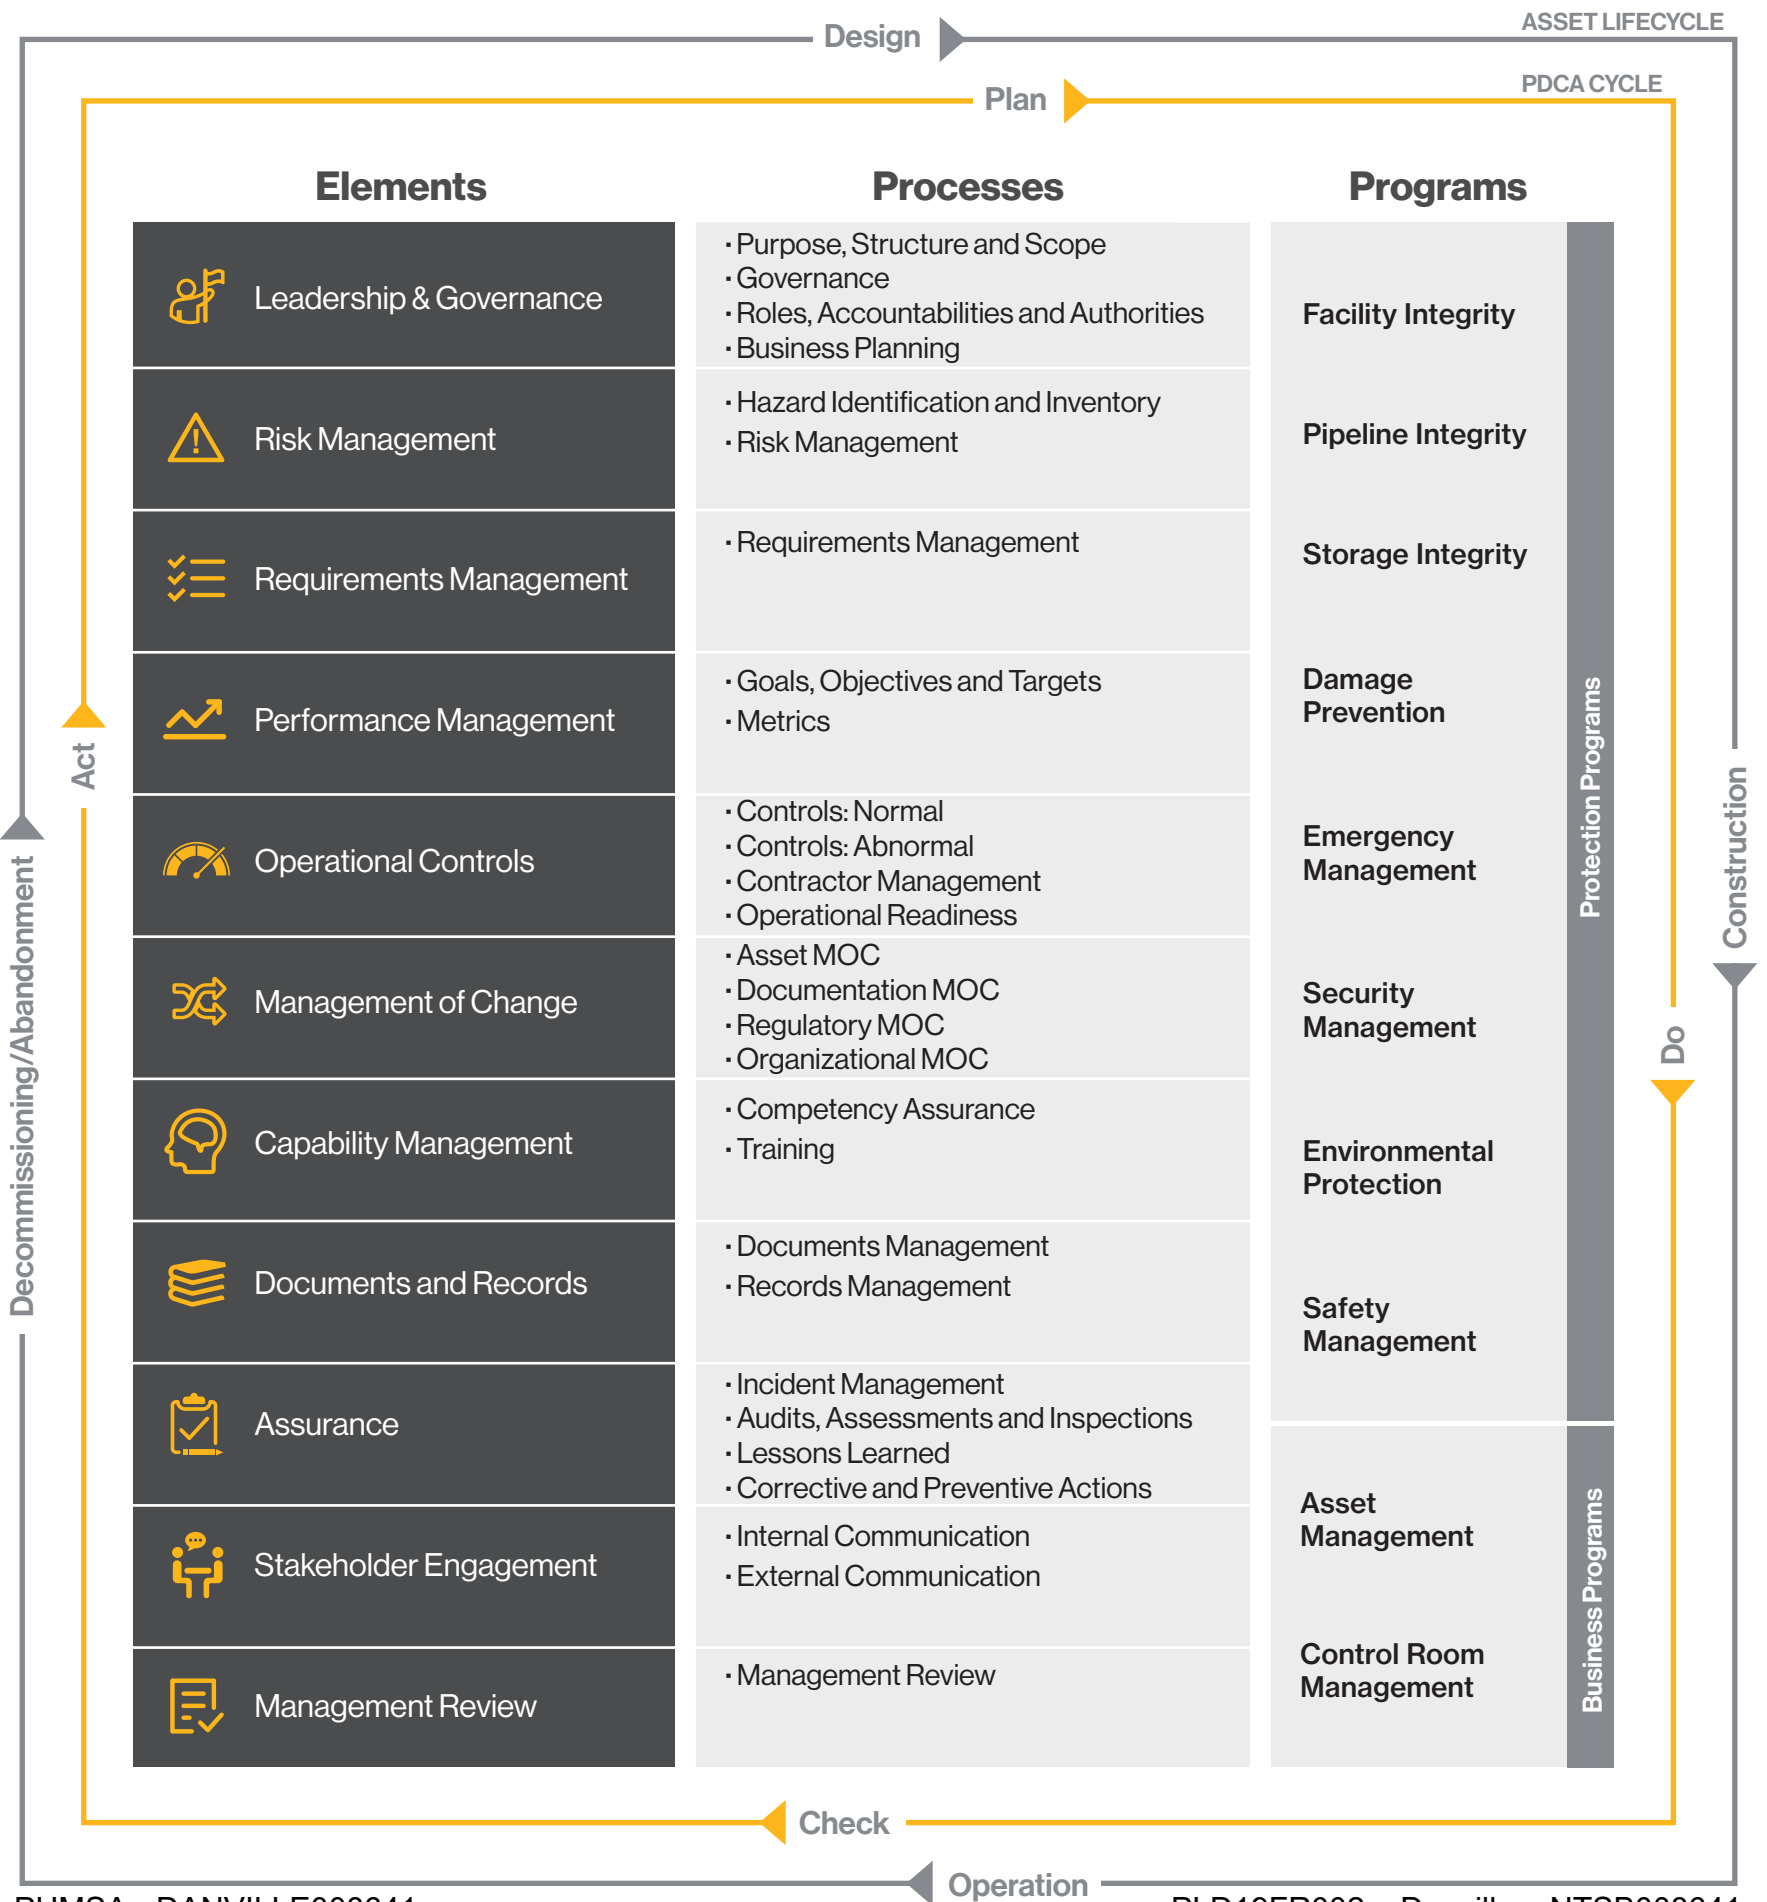 ASSET LIFECYCLE
Design
PDCA CYCLE
Plan
Elements
Processes
Programs
Leadership & Governance
· Purpose, Structure and Scope
· Governance
· Roles, Accountabilities and Authorities
· Business Planning
Risk Management
· Hazard Identification and Inventory
· Risk Management
Requirements Management
· Requirements Management
Performance Management
· Goals, Objectives and Targets
· Metrics
Operational Controls
· Controls: Normal
· Controls: Abnormal
· Contractor Management
· Operational Readiness
Management of Change
· Asset MOC
· Documentation MOC
· Regulatory MOC
· Organizational MOC
Capability Management
· Competency Assurance
· Training
Documents and Records
· Documents Management
· Records Management
Assurance
· Incident Management
· Audits, Assessments and Inspections
· Lessons Learned
· Corrective and Preventive Actions
Stakeholder Engagement
· Internal Communication
· External Communication
Management Review
· Management Review
Facility Integrity
Pipeline Integrity
Storage Integrity
Damage
Prevention
Emergency
Management
Security
Management
Environmental
Protection
Safety
Management
Protection Programs
Asset
Management
Control Room
Management
Business Programs
Act
Do
Construction
Decommissioning/Abandonment
Check
Operation